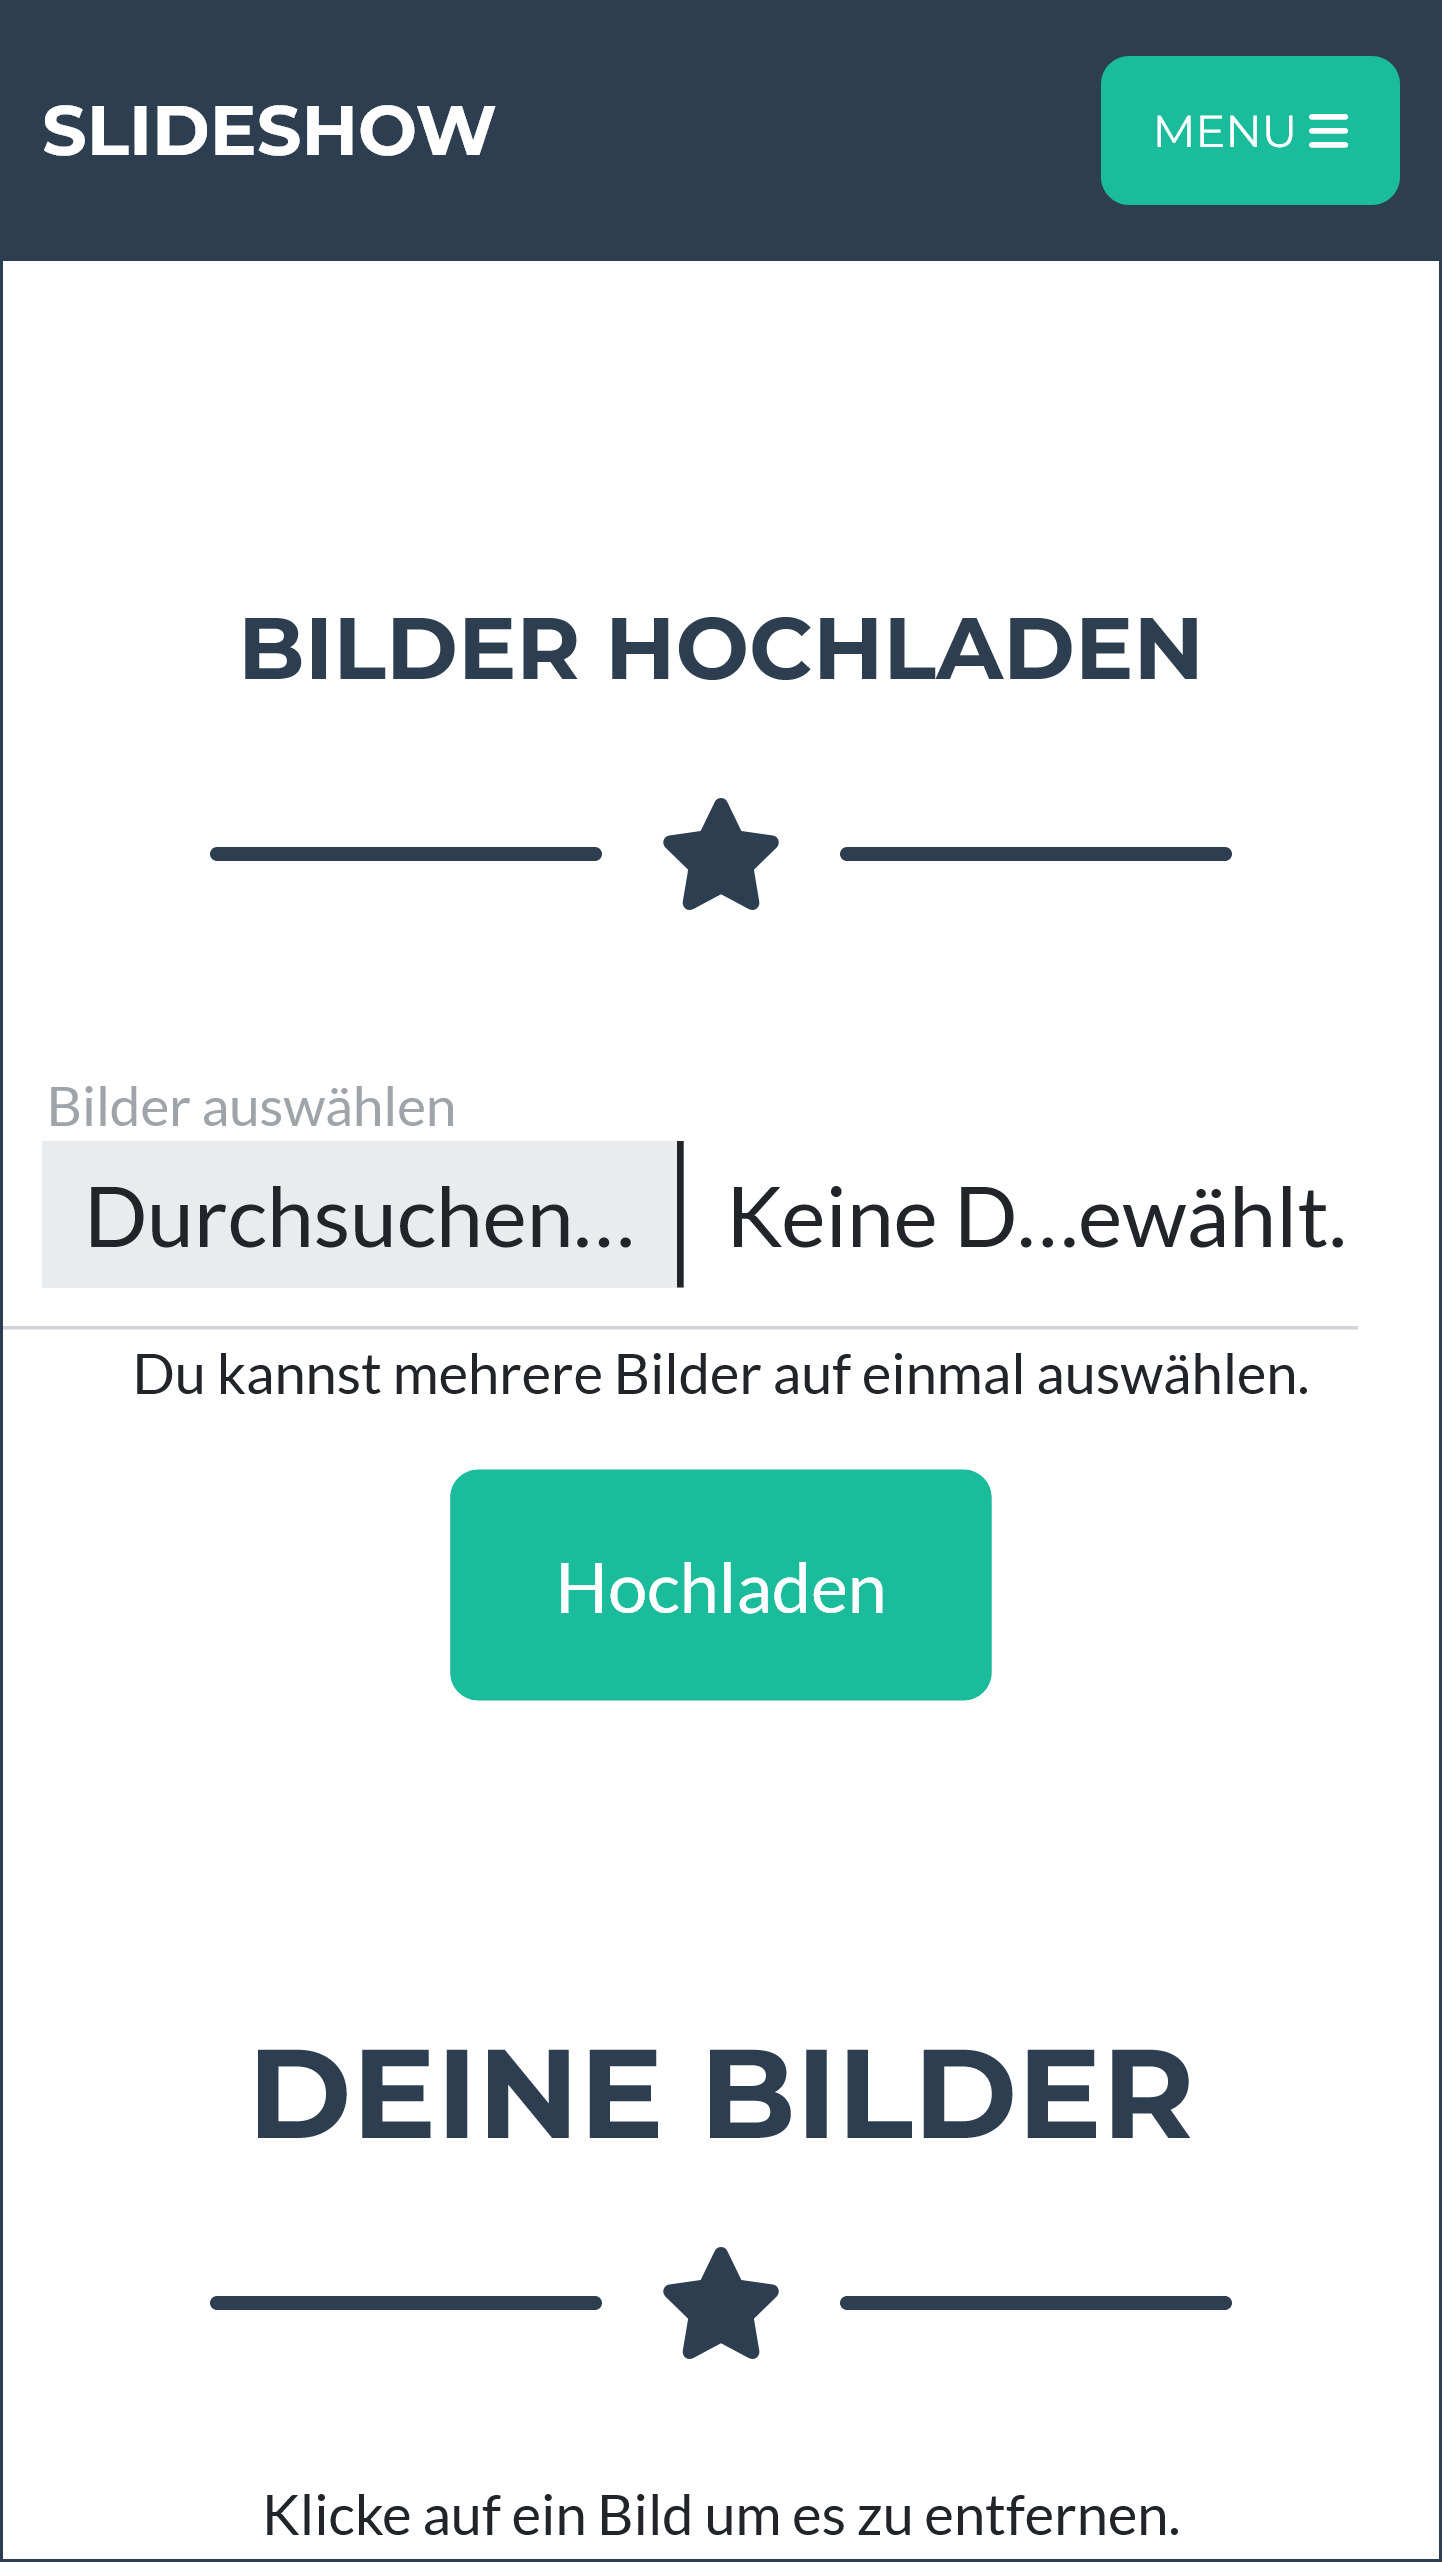 SLIDESHOW
MENU
BILDER HOCHLADEN
Bilder auswählen
Durchsuchen… Keine D…ewählt.
Du kannst mehrere Bilder auf einmal auswählen.
Hochladen
DEINE BILDER
Klicke auf ein Bild um es zu entfernen.